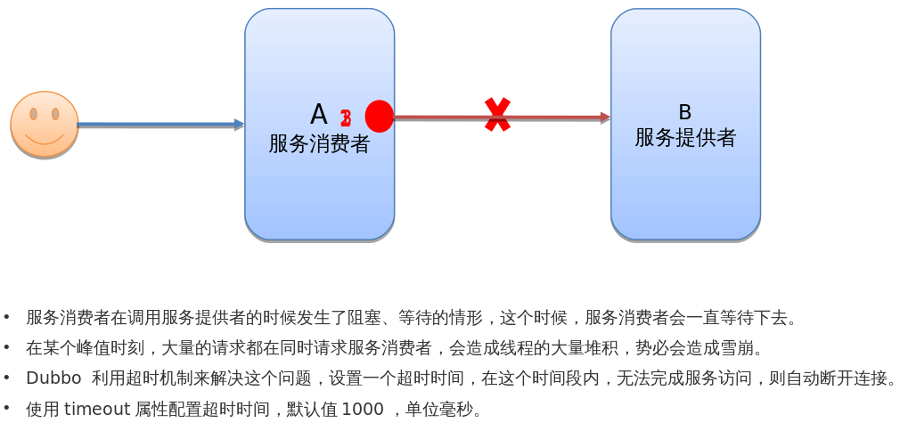 A
服务消费者
B
服务提供者
• 服务消费者在调用服务提供者的时候发生了阻塞、等待的情形，这个时候，服务消费者会一直等待下去。
• 在某个峰值时刻，大量的请求都在同时请求服务消费者，会造成线程的大量堆积，势必会造成雪崩。
• Dubbo 利用超时机制来解决这个问题，设置一个超时时间，在这个时间段内，无法完成服务访问，则自动断开连接。
• 使用 timeout 属性配置超时时间，默认值 1000 ，单位毫秒。